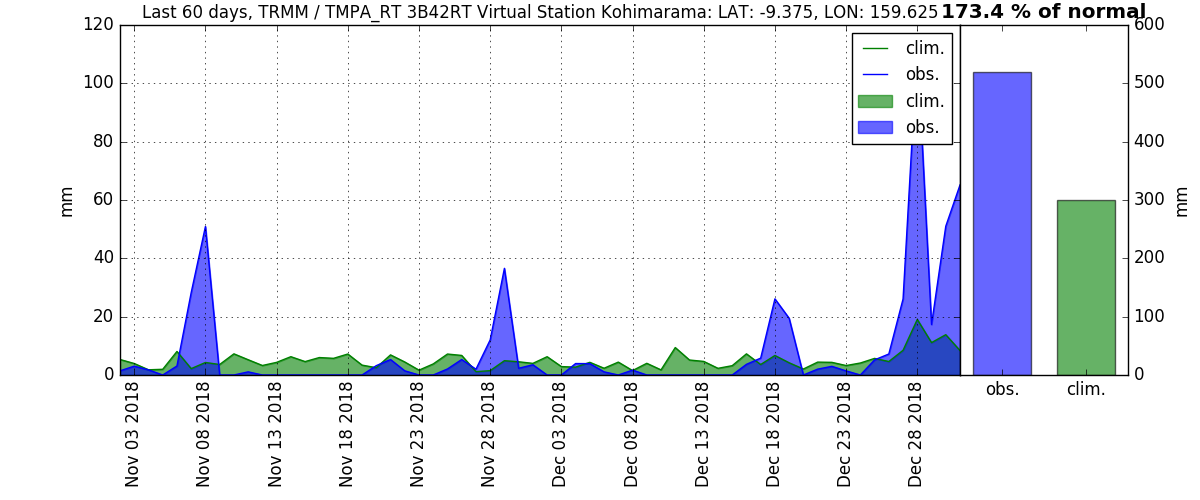 Last 60 days, TRMM / TMPA_RT 3B42RT Virtual Station Kohimarama: LAT: -9.375, LON: 159.625 173.4 % of normal
120
100
80
60
40
20
0
mm
clim.
obs.
clim.
obs.
600
500
400
300
200
100
0
mm
Nov 03 2018
Nov 08 2018
Nov 13 2018
Nov 18 2018
Nov 23 2018
Nov 28 2018
Dec 03 2018
Dec 08 2018
Dec 13 2018
Dec 18 2018
Dec 23 2018
Dec 28 2018
obs.
clim.